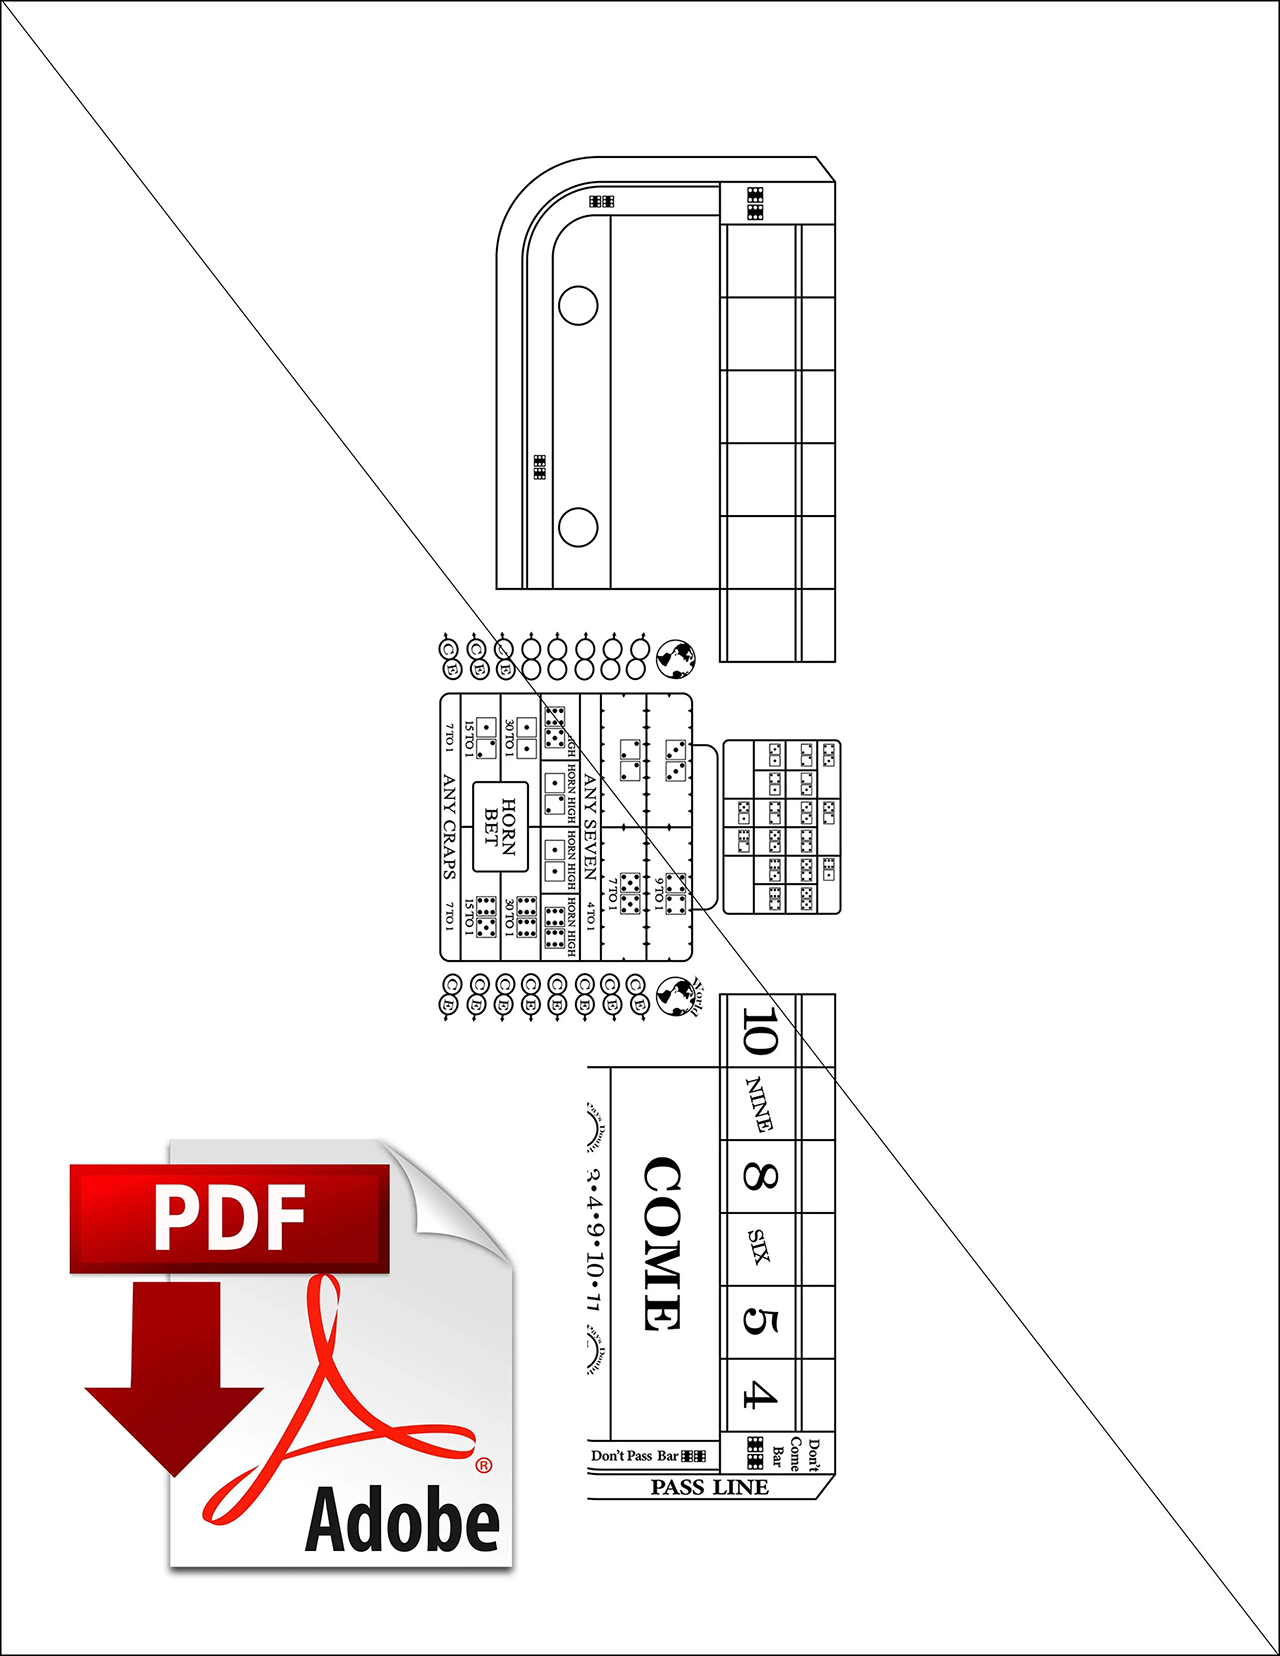 C E
C E
C E
7 TO 1
ANY CRAPS
7 TO 1
15 TO 1
15 TO 1
30 TO 1
30 TO 1
HORN
BET
HORN HIGH
HORN HIGH
HORN HIGH
ANY SEVEN
4 TO 1
7 TO 1
9 TO 1
C E
C E
C E
C E
C E
C E
C E
C E
World
10
NINE
8
SIX
5
4
COME
4•9•10•11
Don't
Come
Bar
Don't Pass Bar
PASS LINE
PDF
Adobe
®